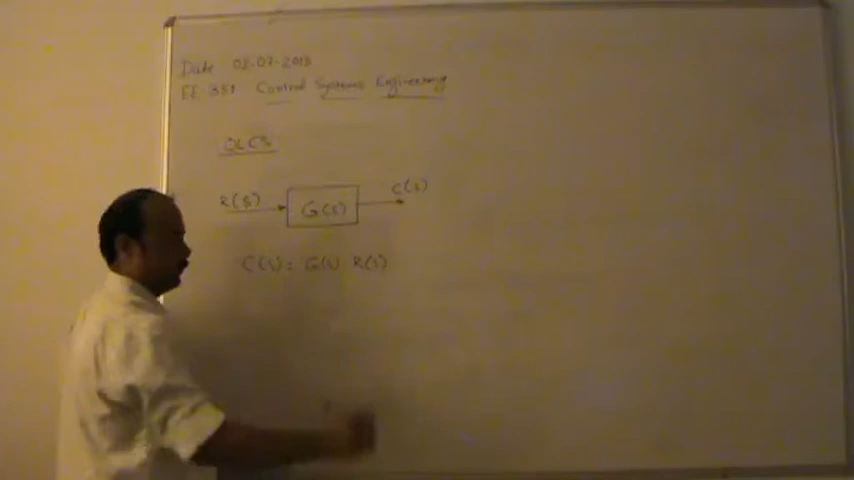 Date 02-07-2013
EE-351 Control Systems Engineering
OLCS
R(s) G(s) C(s)
C(s) = G(s) R(s)